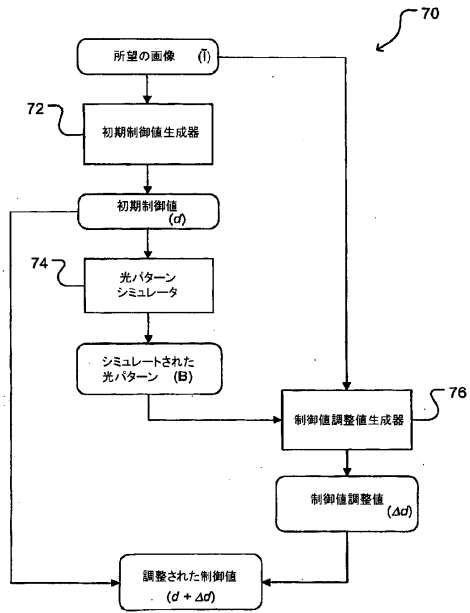 70
所望の画像 (Ĩ)
72
初期制御値生成器
初期制御値
(d)
74
光パターン
シミュレータ
シミュレートされた
光パターン (B)
76
制御値調整値生成器
制御値調整値
(Δd)
調整された制御値
(d + Δd)